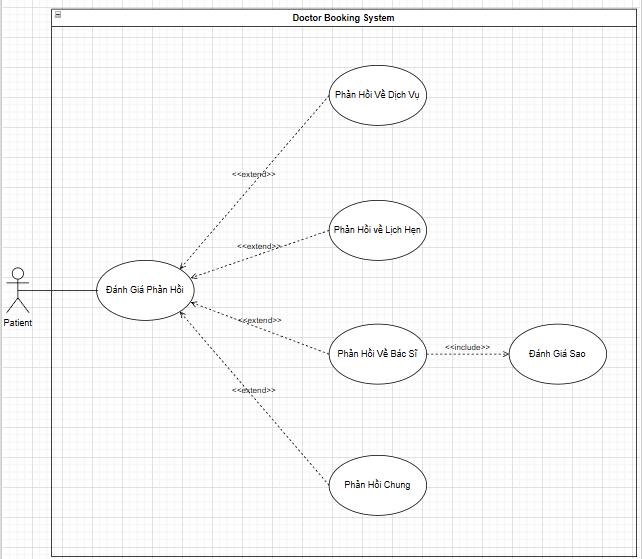 Doctor Booking System
Phản Hồi Về Dịch Vụ
<<extend>>
Phản Hồi về Lịch Hẹn
<<extend>>
Đánh Giá Phản Hồi
Patient
<<extend>>
Phản Hồi Về Bác Sĩ
<<include>>
Đánh Giá Sao
<<extend>>
Phản Hồi Chung